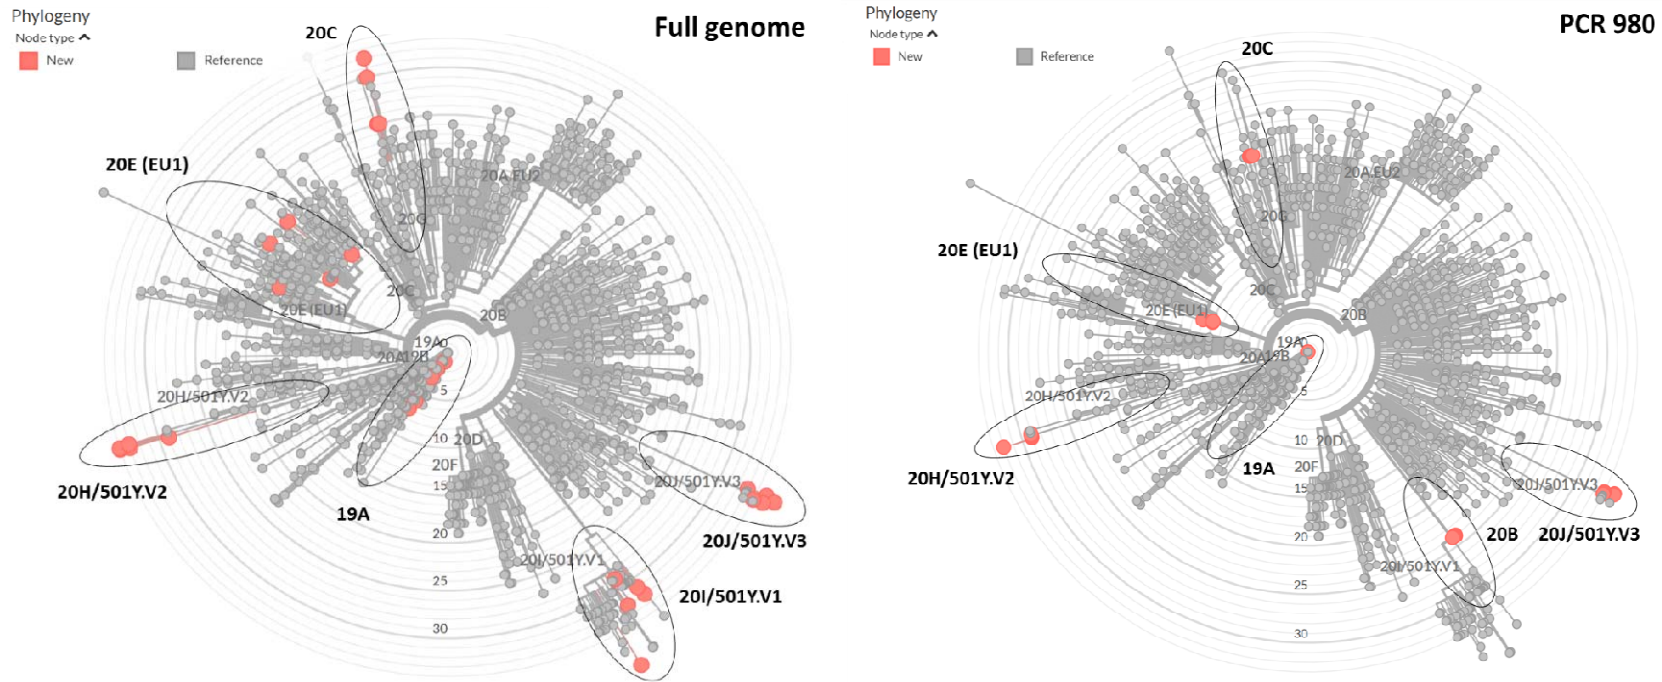 Phylogeny
Node type
New
Reference
Full genome
20C
20E (EU1)
20A.EU2
20G
20C
20E (EU1)
20B
19A
20A
19B
20H/501Y.V2
5
10
20D
20F
15
20H/501Y.V2
19A
20J/501Y.V3
20
20J/501Y.V3
20I/501Y.V1
25
20I/501Y.V1
30
Phylogeny
Node type
New
Reference
PCR 980
20C
20A.EU2
20G
20E (EU1)
20C
20E (EU1)
20B
19A
20A
19B
20H/501Y.V2
5
10
20D
20F
19A
20H/501Y.V2
15
20J/501Y.V3
20
20B
20J/501Y.V3
20I/501Y.V1
25
30